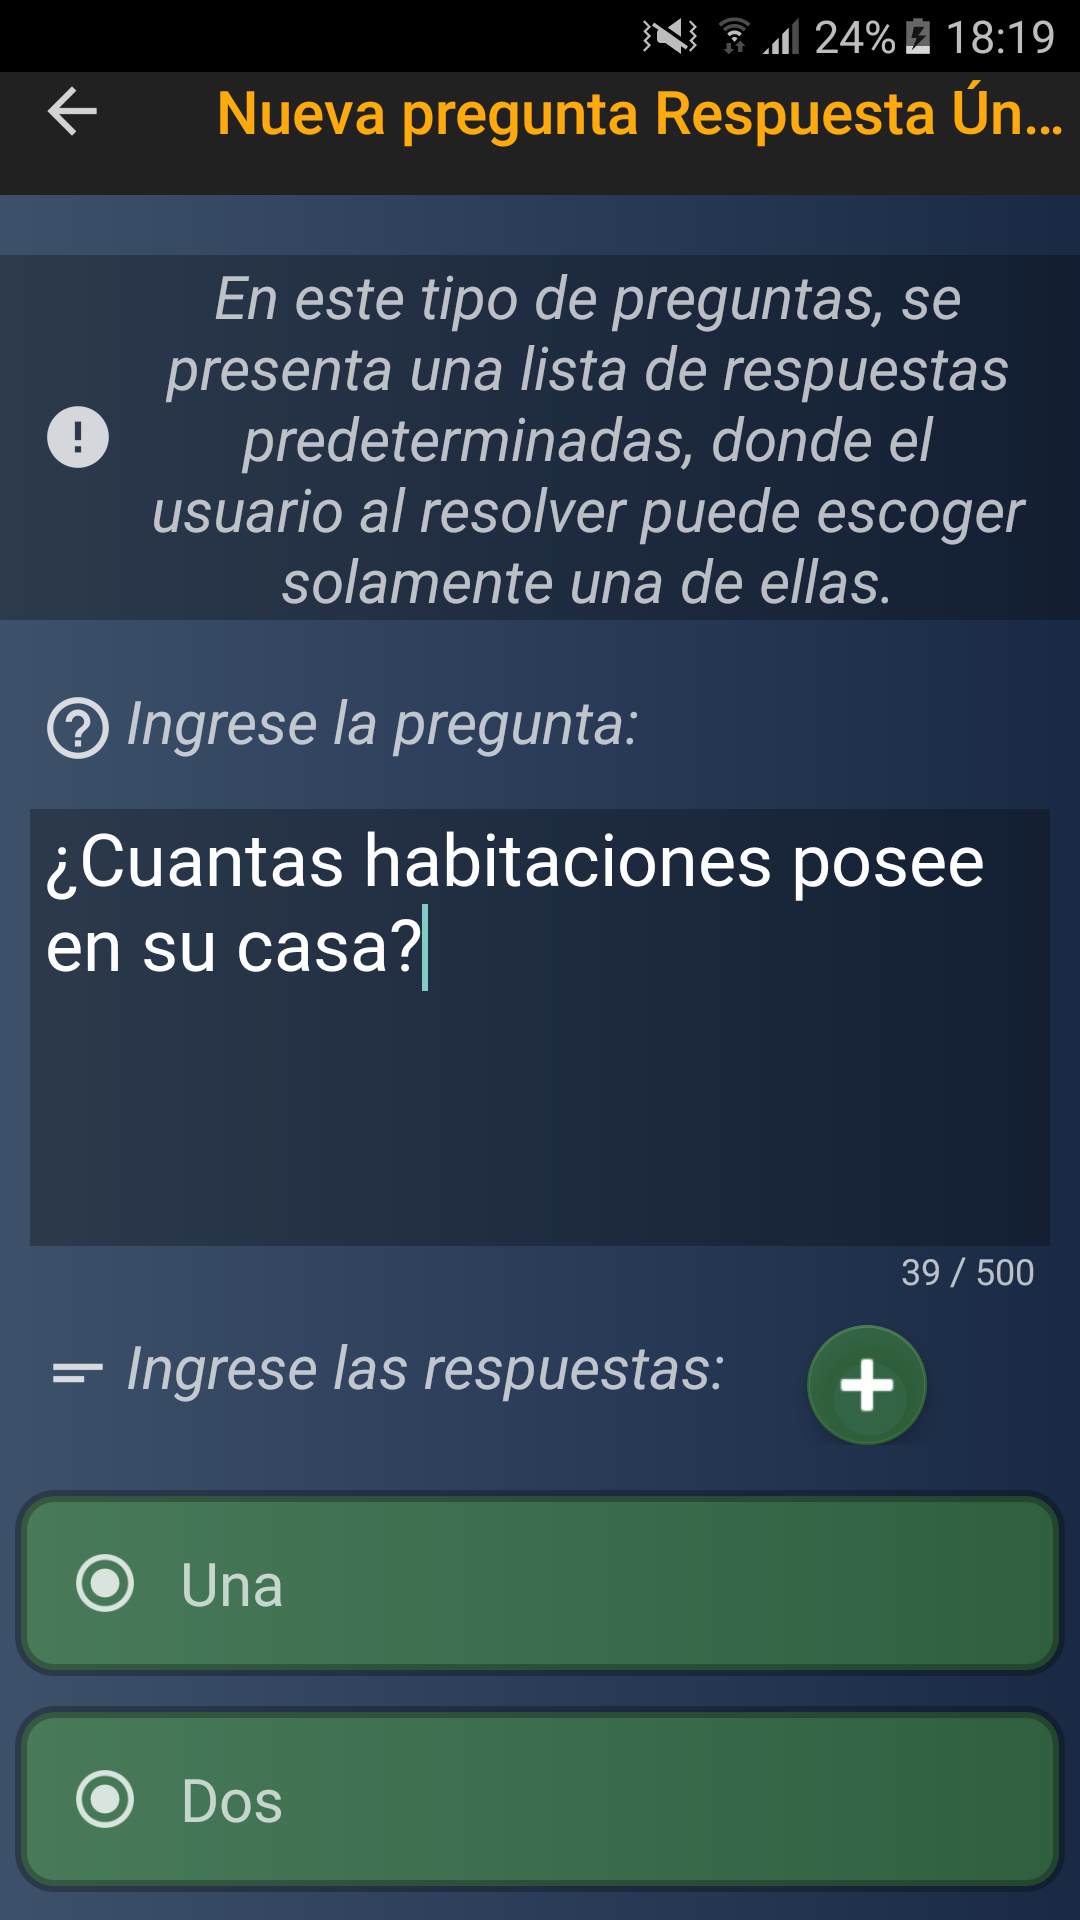 24% 18:19
Nueva pregunta Respuesta Ún...
En este tipo de preguntas, se
presenta una lista de respuestas
predeterminadas, donde el
usuario al resolver puede escoger
solamente una de ellas.
Ingrese la pregunta:
¿Cuantas habitaciones posee
en su casa?
39 / 500
Ingrese las respuestas:
Una
Dos